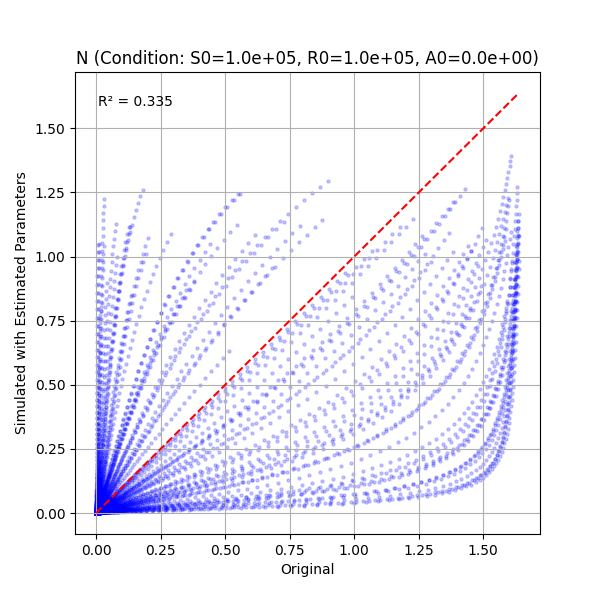 N (Condition: S0=1.0e+05, R0=1.0e+05, A0=0.0e+00)
R² = 0.335
1.50
1.25
1.00
0.75
0.50
0.25
0.00
Simulated with Estimated Parameters
0.00 0.25 0.50 0.75 1.00 1.25 1.50
Original